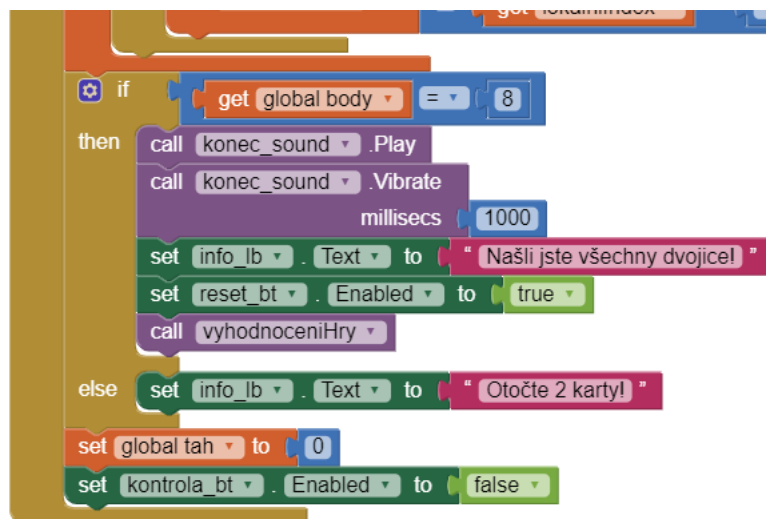 get lokalniIndex
if get global body = 8
then call konec_sound .Play
call konec_sound .Vibrate
millisecs 1000
set info_lb . Text to " Našli jste všechny dvojice! "
set reset_bt . Enabled to true
call vyhodnoceniHry
else set info_lb . Text to " Otočte 2 karty! "
set global tah to 0
set kontrola_bt . Enabled to false